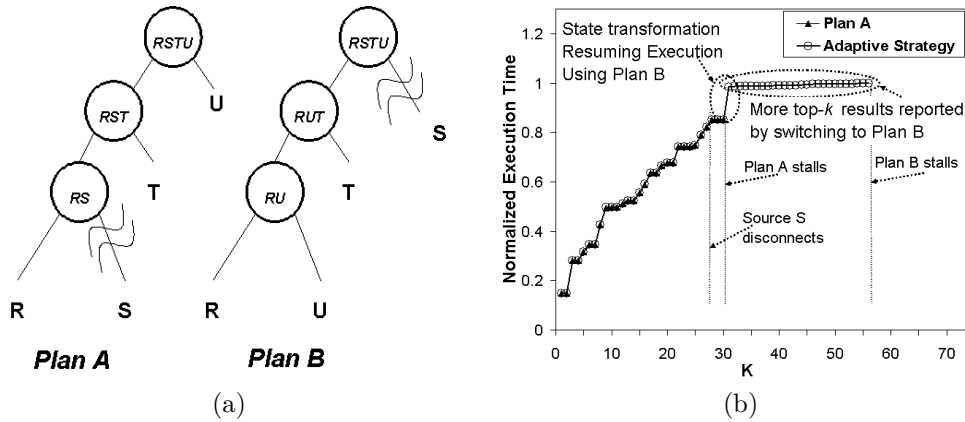 RSTU
RST
U
RS
T
R
S
Plan A
RSTU
RUT
S
RU
T
R
U
Plan B
(a)
State transformation
Resuming Execution
Using Plan B
Plan A
Adaptive Strategy
More top-k results reported
by switching to Plan B
Plan A stalls
Plan B stalls
Source S
disconnects
Normalized Execution Time
1.2
1
0.8
0.6
0.4
0.2
0
0 10 20 30 40 50 60 70
K
(b)